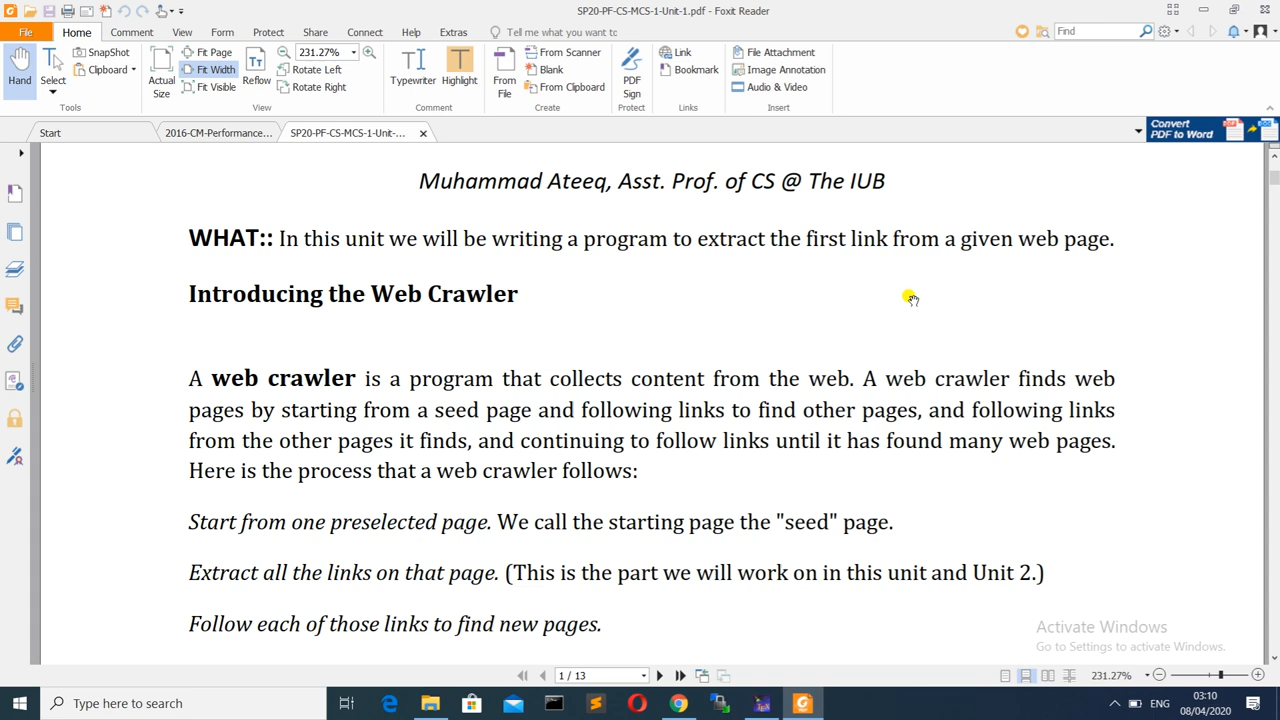 SP20-PF-CS-MCS-1-Unit-1.pdf - Foxit Reader
File Home Comment View Form Protect Share Connect Help Extras Tell me what you want tc Find
Hand
Select
SnapShot
Clipboard
Tools
Actual Size
Fit Page
Fit Width
Fit Visible
Reflow
231.27%
Rotate Left
Rotate Right
View
Typewriter
Highlight
Comment
From File
From Scanner
Blank
From Clipboard
Create
PDF Sign
Protect
Link
Bookmark
Links
File Attachment
Image Annotation
Audio & Video
Insert
Start 2016-CM-Performance... SP20-PF-CS-MCS-1-Unit-...
Convert
PDF to Word
Muhammad Ateeq, Asst. Prof. of CS @ The IUB
WHAT:: In this unit we will be writing a program to extract the first link from a given web page.
Introducing the Web Crawler
A web crawler is a program that collects content from the web. A web crawler finds web
pages by starting from a seed page and following links to find other pages, and following links
from the other pages it finds, and continuing to follow links until it has found many web pages.
Here is the process that a web crawler follows:
Start from one preselected page. We call the starting page the "seed" page.
Extract all the links on that page. (This is the part we will work on in this unit and Unit 2.)
Follow each of those links to find new pages.
Activate Windows
Go to Settings to activate Windows.
1 / 13
231.27%
Type here to search
ENG
03:10
08/04/2020